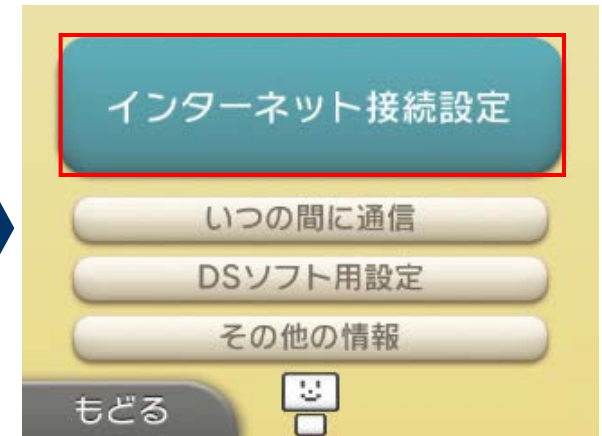 インターネット接続設定
いつの間に通信
DSソフト用設定
その他の情報
もどる